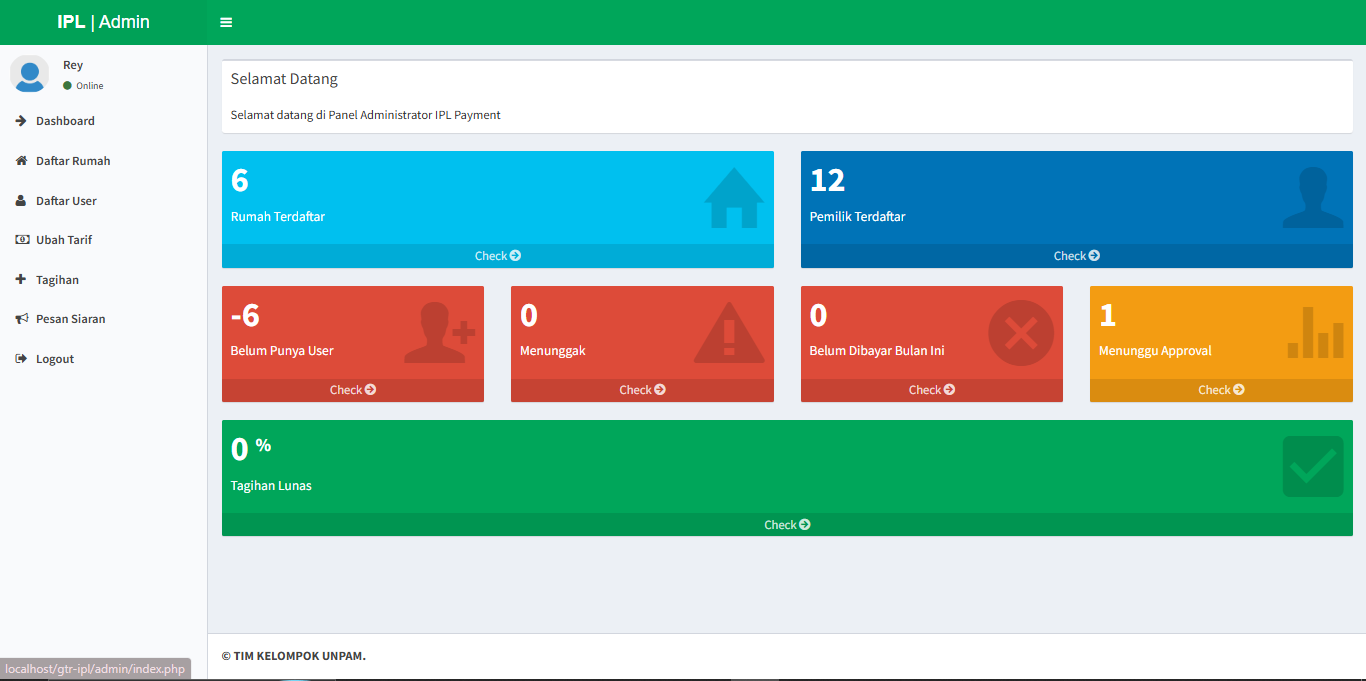 IPL | Admin
Rey
Online
Dashboard
Daftar Rumah
Daftar User
Ubah Tarif
Tagihan
Pesan Siaran
Logout
Selamat Datang
Selamat datang di Panel Administrator IPL Payment
6
Rumah Terdaftar
Check
12
Pemilik Terdaftar
Check
-6
Belum Punya User
Check
0
Menunggak
Check
0
Belum Dibayar Bulan Ini
Check
1
Menunggu Approval
Check
0 %
Tagihan Lunas
Check
© TIM KELOMPOK UNPAM.
localhost/gtr-ipl/admin/index.php